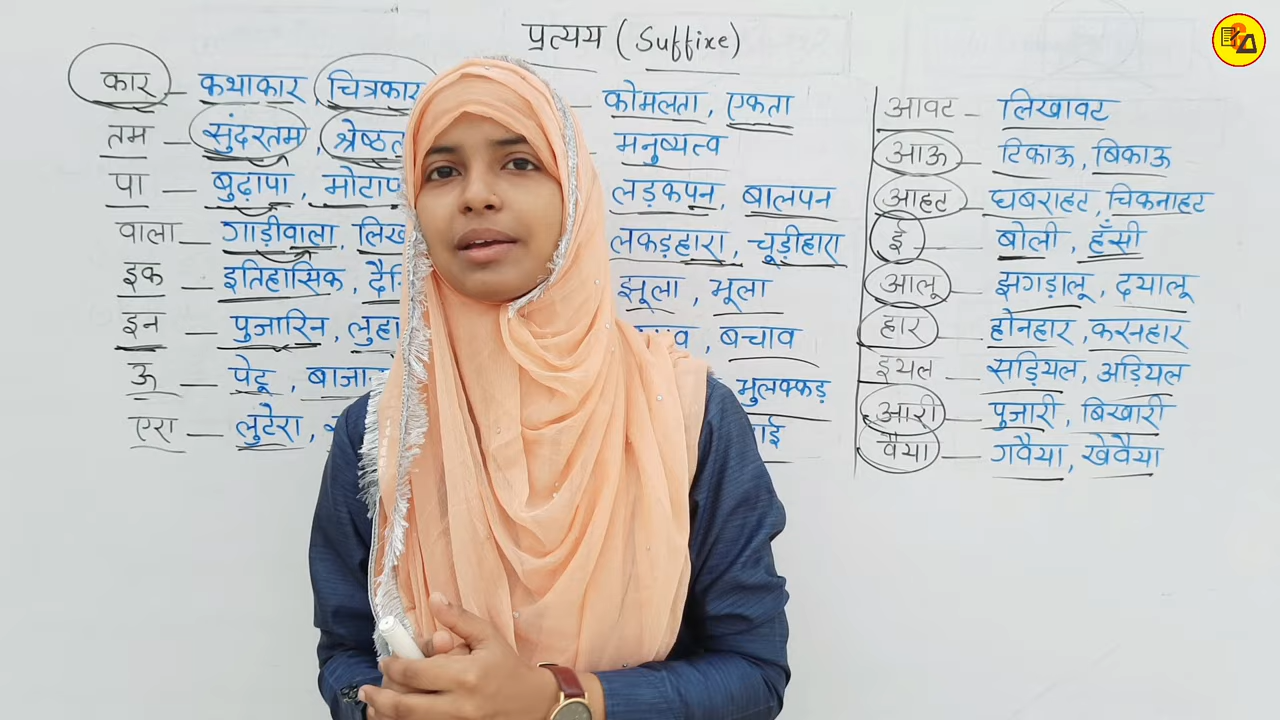 प्रत्यय (Suffixe)
कार – कथाकार, चित्रकार
तम – सुंदरतम,
पा – बुढ़ापा,
वाला – गाड़ीवाला,
इक – इतिहासिक,
इन – पुजारिन,
ऊ – पेटू,
एरा – लुटेरा,
– कोमलता, एकता
मनुष्यत्व
लड़कपन, बालपन
लकड़हारा, चूड़ीहारा
झूला, भूला
, बचाव
भुलक्कड़
आवट – लिखावट
आऊ – टिकाऊ, बिकाऊ
आहट – घबराहट, चिकनाहट
ई – बोली, हँसी
आलू – झगड़ालू, दयालू
हार – होनहार, करनहार
इयल – सड़ियल, अड़ियल
आरी – पुजारी, बिखारी
वैया – गवैया, खेवैया